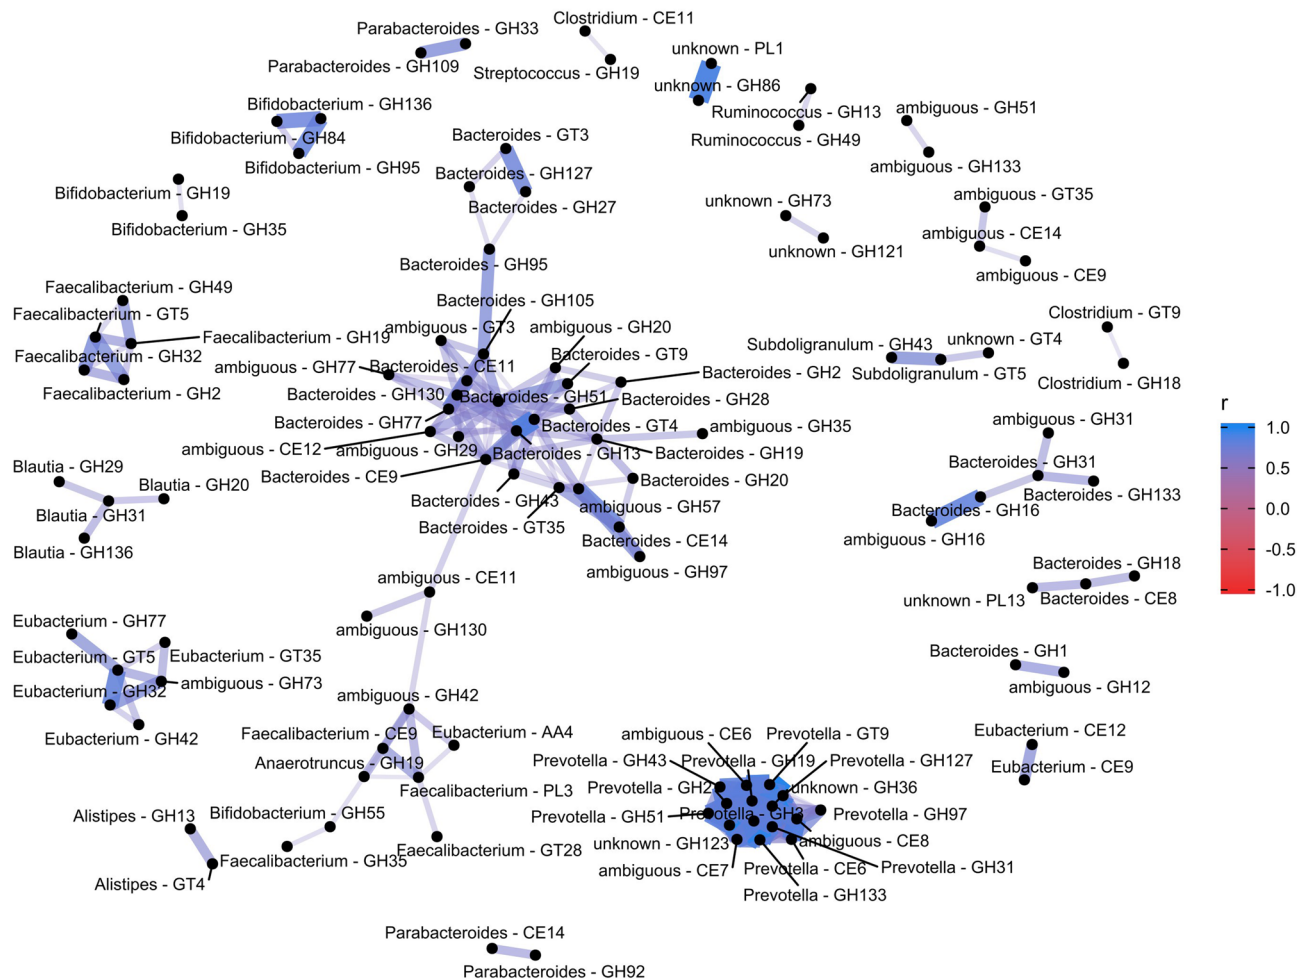 Clostridium - CE11
Parabacteroides - GH33
unknown - PL1
Parabacteroides - GH109
Streptococcus - GH19
unknown - GH86
Bifidobacterium - GH136
Ruminococcus - GH13
ambiguous - GH51
Bifidobacterium - GH84
Bacteroides - GT3
Ruminococcus - GH49
Bifidobacterium - GH95
Bacteroides - GH127
ambiguous - GH133
Bifidobacterium - GH19
ambiguous - GT35
unknown - GH73
Bacteroides - GH27
Bifidobacterium - GH35
ambiguous - CE14
unknown - GH121
Bacteroides - GH95
ambiguous - CE9
Faecalibacterium - GH49
Bacteroides - GH105
Faecalibacterium - GT5
Clostridium - GT9
ambiguous - GT3
ambiguous - GH20
Faecalibacterium - GH19
Subdoligranulum - GH43
unknown - GT4
Faecalibacterium - GH32
Bacteroides - GT9
ambiguous - GH77
Bacteroides - CE11
Bacteroides - GH2
Subdoligranulum - GT5
Clostridium - GH18
Faecalibacterium - GH2
Bacteroides - GH130
Bacteroides - GH51
Bacteroides - GH28
r
Bacteroides - GH77
Bacteroides - GT4
ambiguous - GH35
ambiguous - GH31
1.0
ambiguous - CE12
ambiguous - GH29
Bacteroides - GH13
Bacteroides - GH19
Blautia - GH29
Bacteroides - GH31
0.5
Bacteroides - CE9
Bacteroides - GH20
Blautia - GH20
Bacteroides - GH133
Bacteroides - GH43
ambiguous - GH57
Bacteroides - GH16
0.0
Blautia - GH31
Bacteroides - GT35
Bacteroides - CE14
ambiguous - GH16
-0.5
Blautia - GH136
ambiguous - GH97
Bacteroides - GH18
-1.0
ambiguous - CE11
unknown - PL13
Bacteroides - CE8
Eubacterium - GH77
ambiguous - GH130
Eubacterium - GT5
Eubacterium - GT35
Bacteroides - GH1
Eubacterium - GH32
ambiguous - GH73
ambiguous - GH42
ambiguous - GH12
Eubacterium - GH42
Faecalibacterium - CE9
Eubacterium - AA4
ambiguous - CE6
Prevotella - GT9
Eubacterium - CE12
Anaerotruncus - GH19
Prevotella - GH43
Prevotella - GH19
Prevotella - GH127
Eubacterium - CE9
Faecalibacterium - PL3
Prevotella - GH2
unknown - GH36
Alistipes - GH13
Bifidobacterium - GH55
Prevotella - GH51
Prevotella - GH3
Prevotella - GH97
unknown - GH123
ambiguous - CE8
Faecalibacterium - GH35
Eaecalibacterium - GT28
ambiguous - CE7
Prevotella - CE6
Prevotella - GH31
Alistipes - GT4
Prevotella - GH133
Parabacteroides - CE14
Parabacteroides - GH92